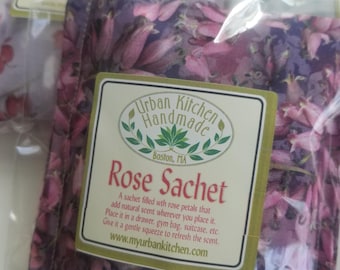 Urban Kitchen
Handmade
Boston, MA
Rose Sachet
A sachet filled with rose petals that
add natural scent wherever you place it.
Place it in a drawer, gym bag, suitcase, etc.
Give it a gentle squeeze to refresh the scent.
www.myurbankitchen.com